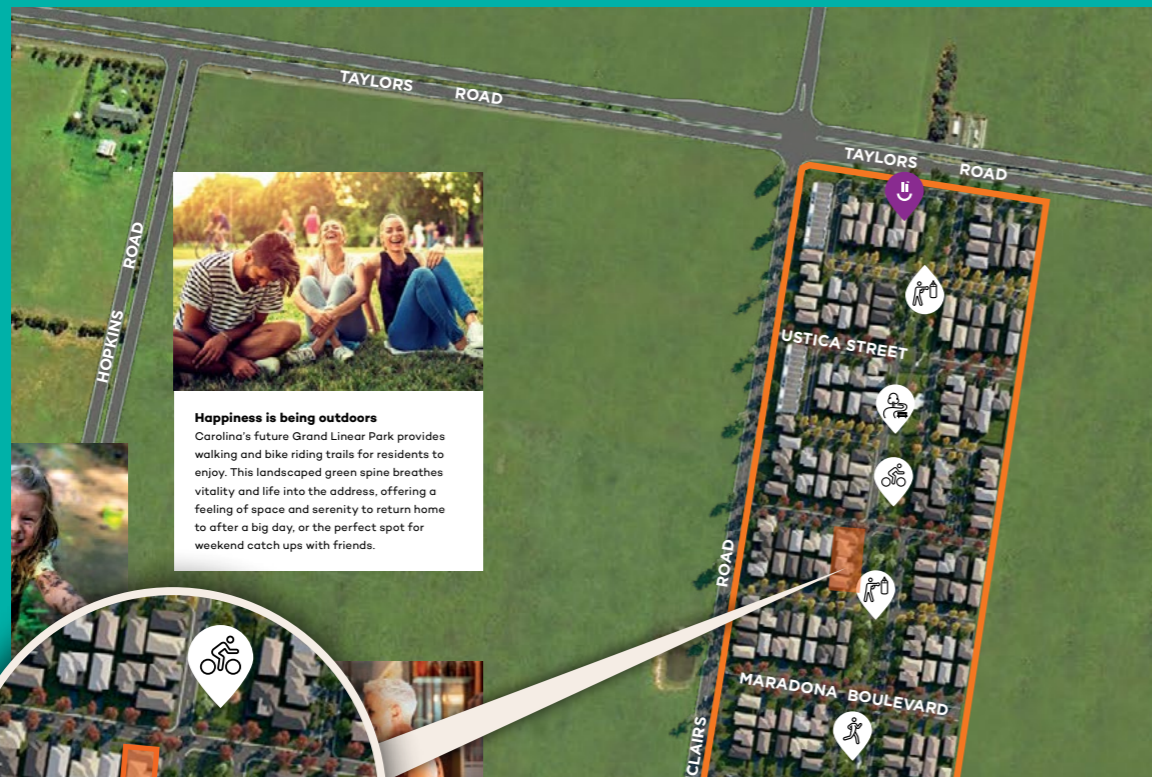 TAYLORS ROAD
TAYLORS ROAD
HOPKINS ROAD
USTICA STREET
Happiness is being outdoors
Carolina's future Grand Linear Park provides
walking and bike riding trails for residents to
enjoy. This landscaped green spine breathes
vitality and life into the address, offering a
feeling of space and serenity to return home
to after a big day, or the perfect spot for
weekend catch ups with friends.
MARADONA BOULEVARD
CLAIRS ROAD